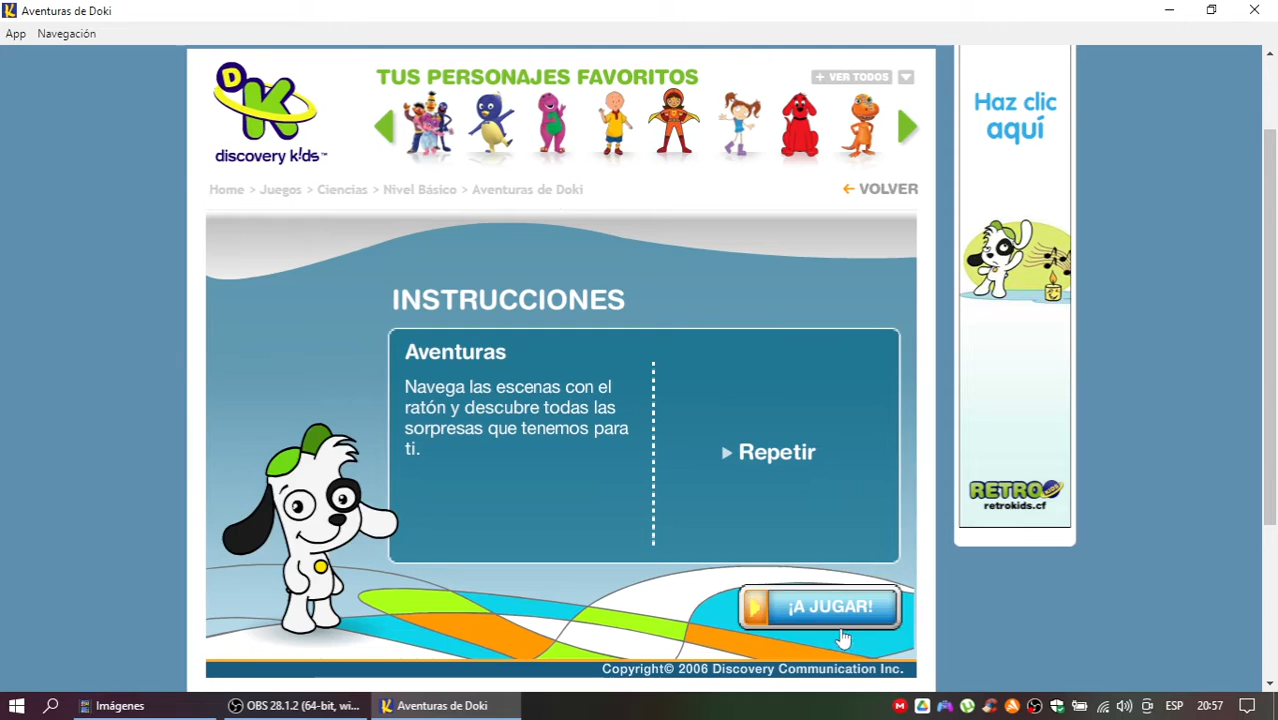 Aventuras de Doki
App Navegación
D
K
discovery k!ds™
TUS PERSONAJES FAVORITOS
+ VER TODOS
Home > Juegos > Ciencias > Nivel Básico > Aventuras de Doki
VOLVER
INSTRUCCIONES
Aventuras
Navega las escenas con el
ratón y descubre todas las
sorpresas que tenemos para
ti.
Repetir
¡A JUGAR!
Copyright© 2006 Discovery Communication Inc.
Haz clic
aquí
RETRO
retrokids.cf
Imágenes
OBS 28.1.2 (64-bit, wi...
Aventuras de Doki
ESP
20:57